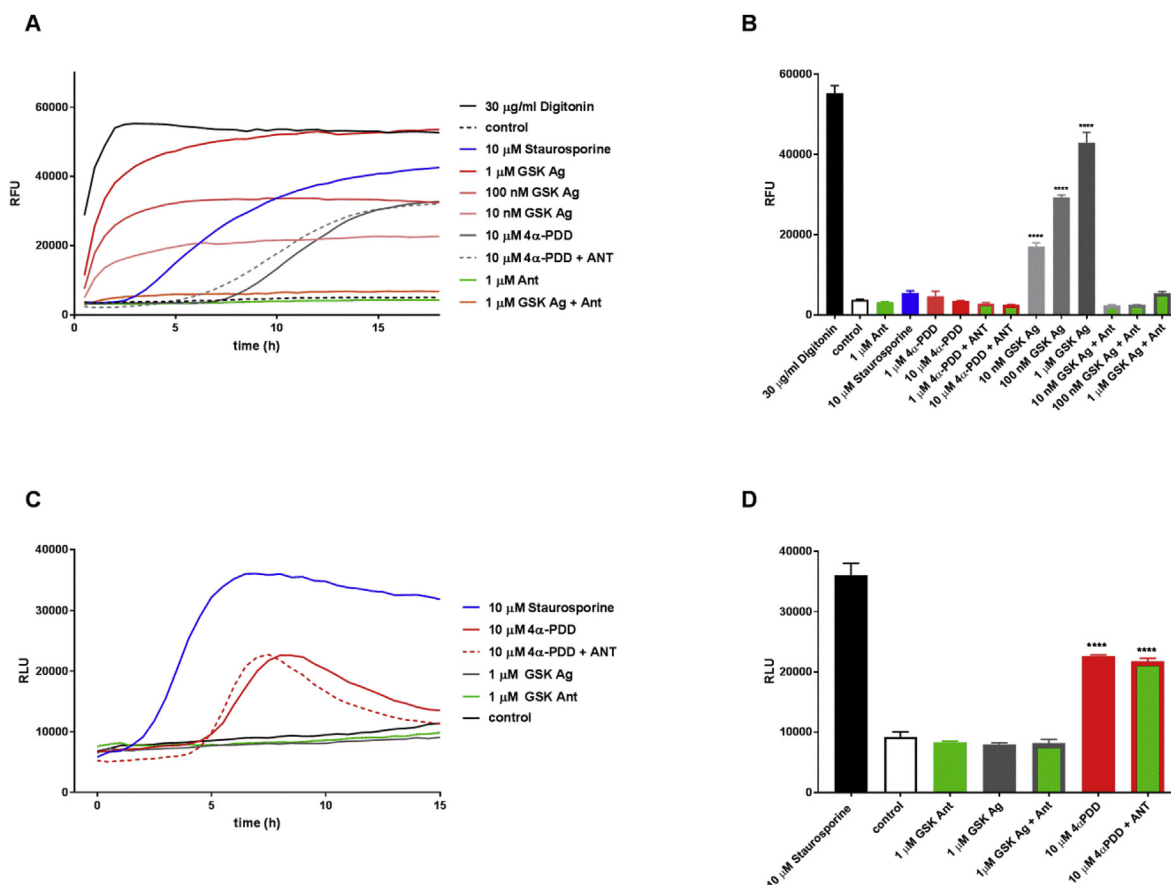 A
60000
40000
20000
0
RFU
0
5
10
15
time (h)
30 μg/ml Digitonin
control
10 μM Staurosporine
1 μM GSK Ag
100 nM GSK Ag
10 nM GSK Ag
10 μM 4α-PDD
10 μM 4α-PDD + ANT
1 μM Ant
1 μM GSK Ag + Ant
B
60000
40000
20000
0
RFU
****
****
****
30 μg/ml Digitonin
control
1 μM Ant
10 μM Staurosporine
1 μM 4α-PDD
10 μM 4α-PDD
1 μM 4α-PDD + ANT
10 μM 4α-PDD + ANT
10 nM GSK Ag
100 nM GSK Ag
1 μM GSK Ag
10 nM GSK Ag + Ant
100 nM GSK Ag + Ant
1 μM GSK Ag + Ant
C
40000
30000
20000
10000
0
RLU
0
5
10
15
time (h)
10 μM Staurosporine
10 μM 4α-PDD
10 μM 4α-PDD + ANT
1 μM GSK Ag
1 μM GSK Ant
control
D
40000
30000
20000
10000
0
RLU
****
****
10 μM Staurosporine
control
1 μM GSK Ant
1 μM GSK Ag
1μM GSK Ag + Ant
10 μM 4αPDD
10 μM 4αPDD + ANT